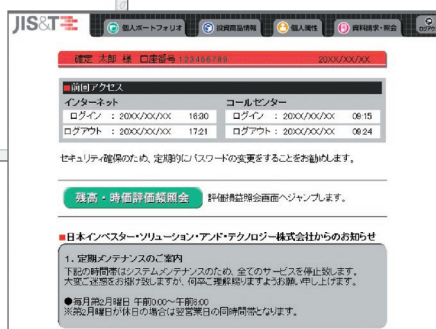 JIS&T
個人ポートフォリオ
投資商品情報
個人属性
資料請求・照会
ログアウト
確定 太郎 様 口座番号 123456789 20XX/XX/XX
■前回アクセス
インターネット コールセンター
ログイン : 20XX/XX/XX 16:30 ログイン : 20XX/XX/XX 09:15
ログアウト : 20XX/XX/XX 17:21 ログアウト : 20XX/XX/XX 09:24
セキュリティ確保のため、定期的にパスワードの変更をすることをお勧めします。
残高・時価評価額照会 評価損益照会画面へジャンプします。
■日本インベスター・ソリューション・アンド・テクノロジー株式会社からのお知らせ
1. 定期メンテナンスのご案内
下記の時間帯はシステムメンテナンスのため、全てのサービスを停止致します。
大変ご迷惑をお掛け致しますが、何卒ご理解賜りますようお願い申し上げます。
●毎月第2月曜日 午前0:00～午前8:00
※第2月曜日が休日の場合は翌営業日の同時間帯となります。